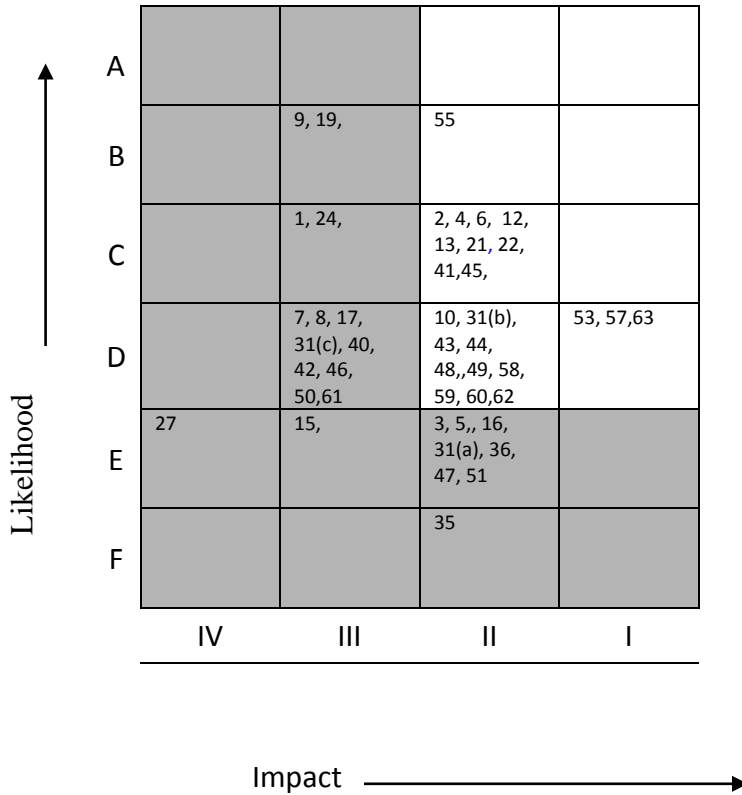 A
B
9, 19,
55
C
1, 24,
2, 4, 6, 12,
13, 21, 22,
41,45,
D
7, 8, 17,
31(c), 40,
42, 46,
50,61
10, 31(b),
43, 44,
48,,49, 58,
59, 60,62
53, 57,63
E
27
15,
3, 5,, 16,
31(a), 36,
47, 51
F
35
Likelihood
IV
III
II
I
Impact